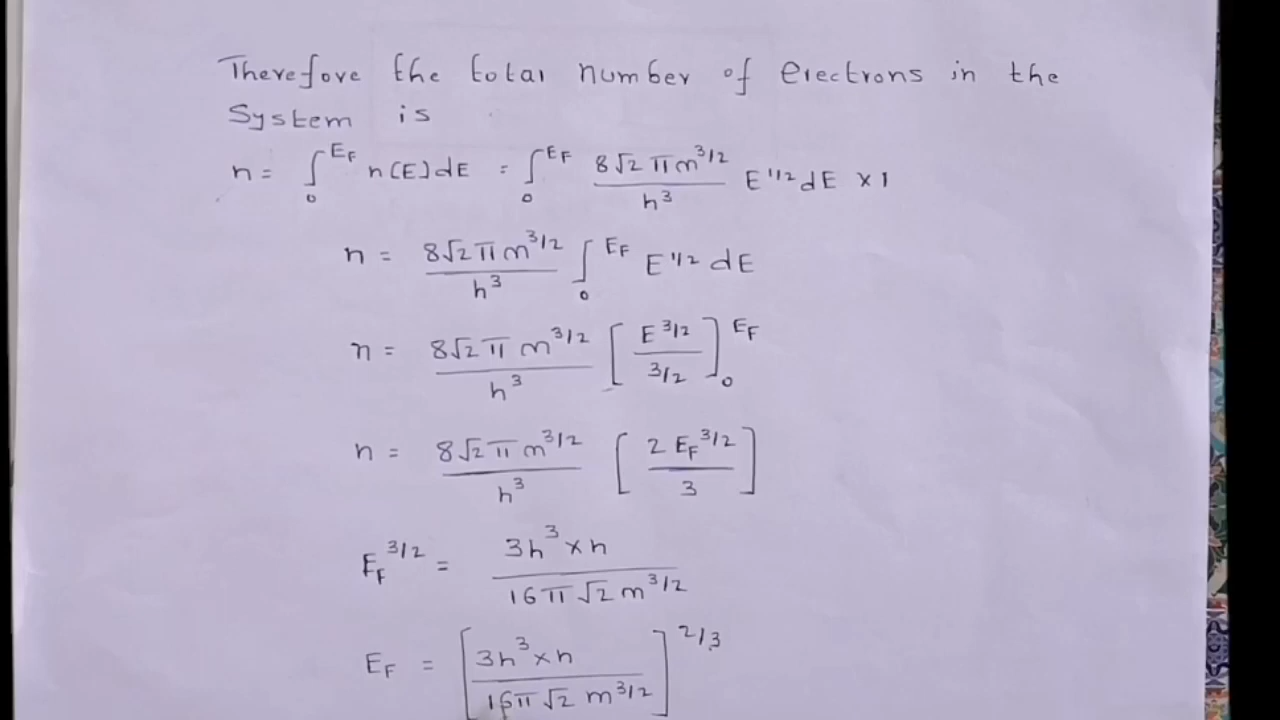 Therefore the total number of electrons in the
System is
n = ∫₀^{E_F} n(E)dE = ∫₀^{E_F} 8√2 π m^{3/2} / h³ E^{1/2} dE × 1
n = 8√2 π m^{3/2} / h³ ∫₀^{E_F} E^{1/2} dE
n = 8√2 π m^{3/2} / h³ [ E^{3/2} / 3/2 ]₀^{E_F}
n = 8√2 π m^{3/2} / h³ [ 2 E_F^{3/2} / 3 ]
E_F^{3/2} = 3h³ × n / 16 π √2 m^{3/2}
E_F = [ 3h³ × n / 16π √2 m^{3/2} ]^{2/3}